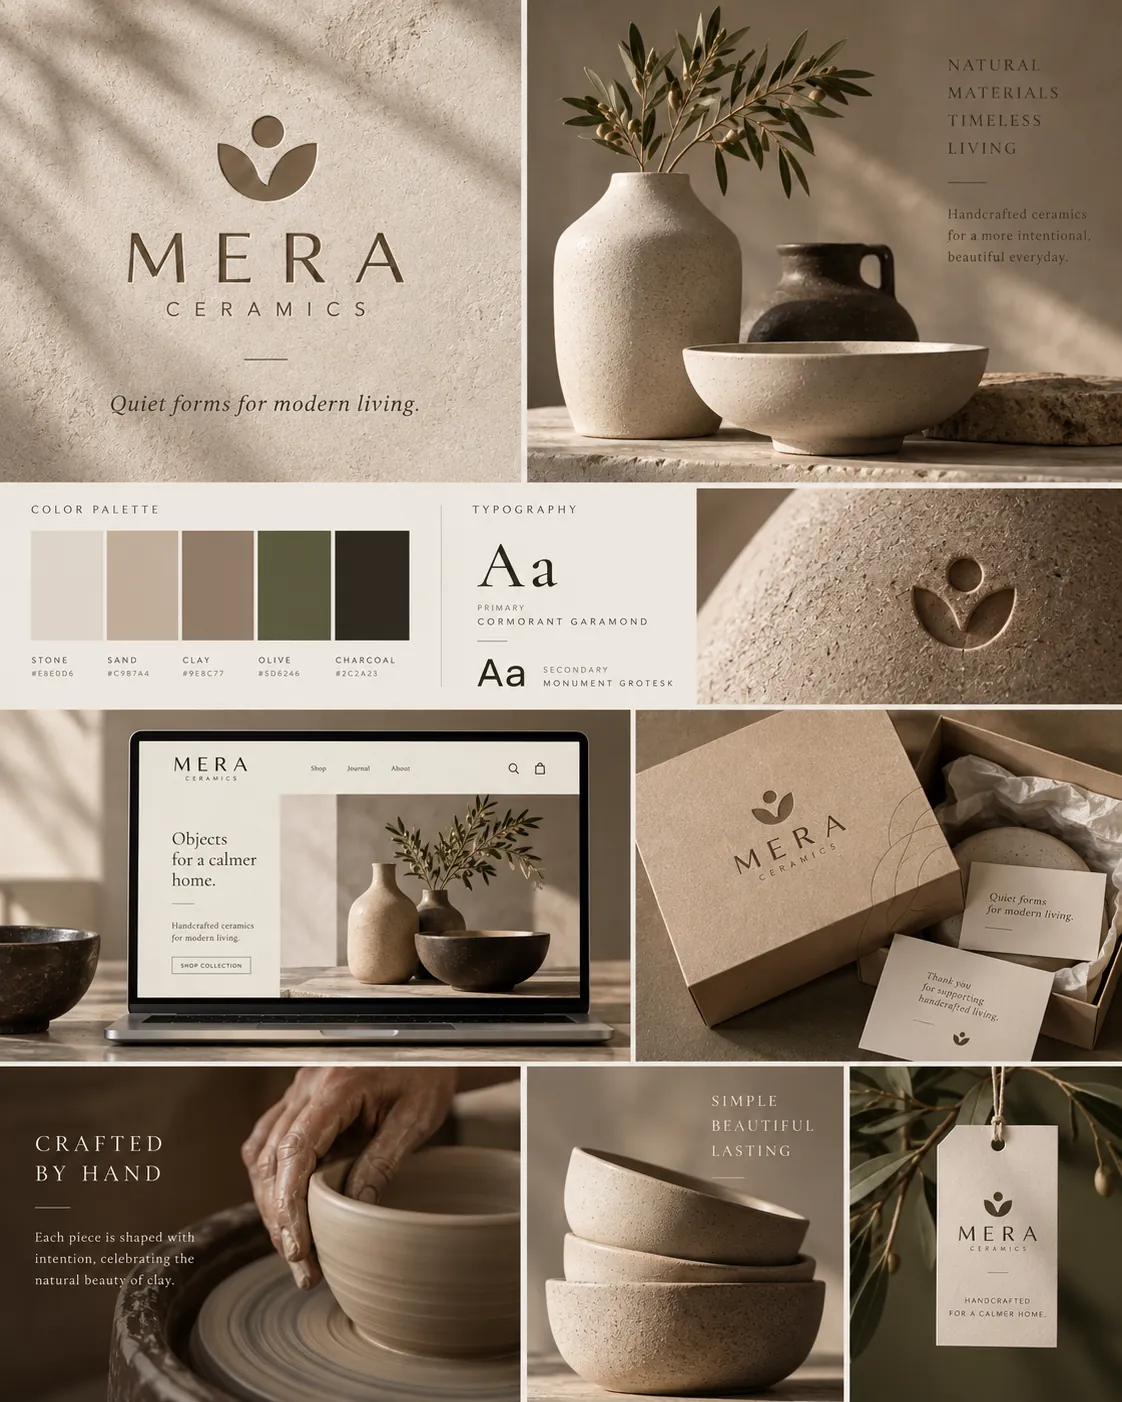 MERA
CERAMICS
Quiet forms for modern living.
NATURAL
MATERIALS
TIMELESS
LIVING
Handcrafted ceramics
for a more intentional,
beautiful everyday.
COLOR PALETTE
STONE
#E8E0D6
SAND
#C9B7A4
CLAY
#9E8C77
OLIVE
#5D6246
CHARCOAL
#2C2A23
TYPOGRAPHY
Aa
PRIMARY
CORMORANT GARAMOND
Aa
SECONDARY
MONUMENT GROTESK
MERA
CERAMICS
Shop Journal About
Objects
for a calmer
home.
Handcrafted ceramics
for modern living.
SHOP COLLECTION
MERA
CERAMICS
Quiet forms
for modern living.
Thank you
for supporting
handcrafted living.
CRAFTED
BY HAND
Each piece is shaped with
intention, celebrating the
natural beauty of clay.
SIMPLE
BEAUTIFUL
LASTING
MERA
CERAMICS
HANDCRAFTED
FOR A CALMER HOME.